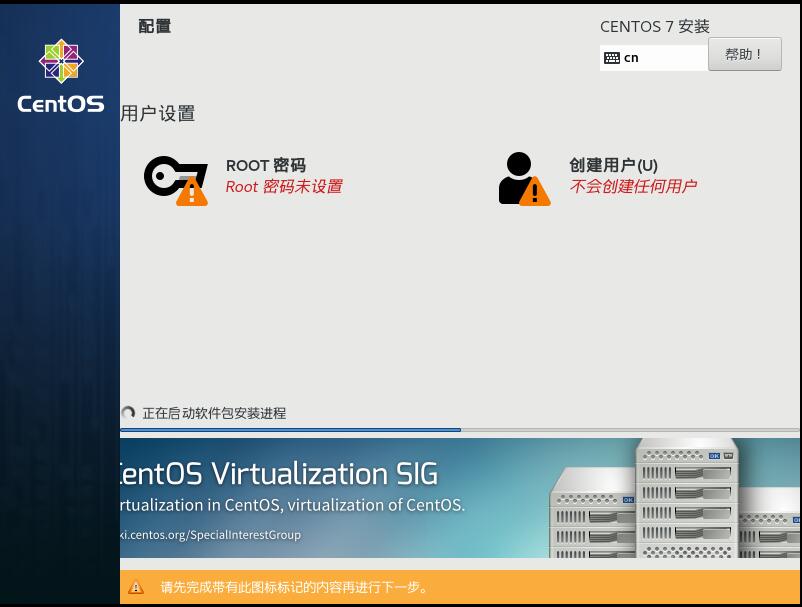 配置
CENTOS 7 安装
cn
帮助！
CentOS
用户设置
ROOT 密码
Root 密码未设置
创建用户(U)
不会创建任何用户
正在启动软件包安装进程
CentOS Virtualization SIG
rtualization in CentOS, virtualization of CentOS.
ki.centos.org/SpecialInterestGroup
请先完成带有此图标标记的内容再进行下一步。